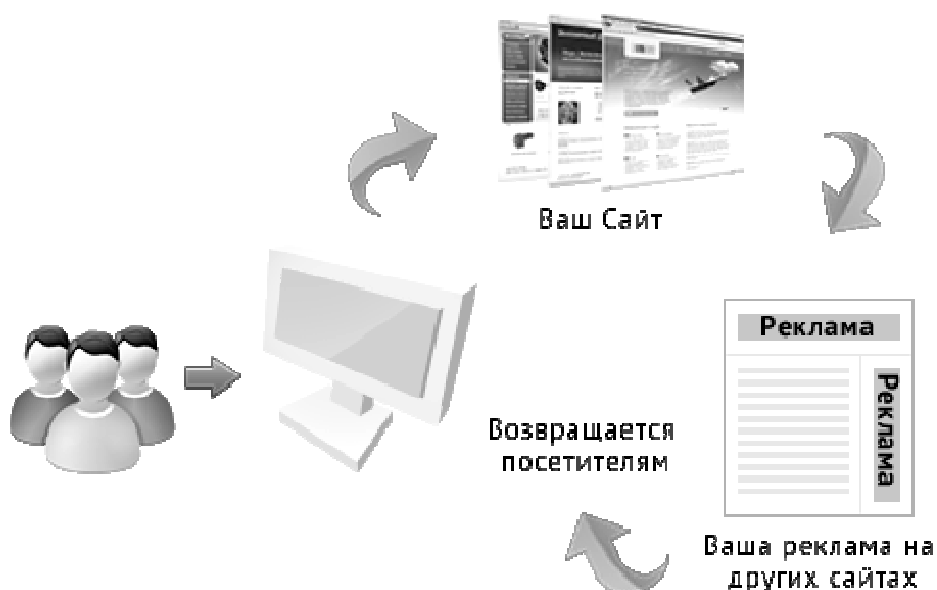 Ваш Сайт
Реклама
Реклама
Возвращается
посетителям
Ваша реклама на
других сайтах